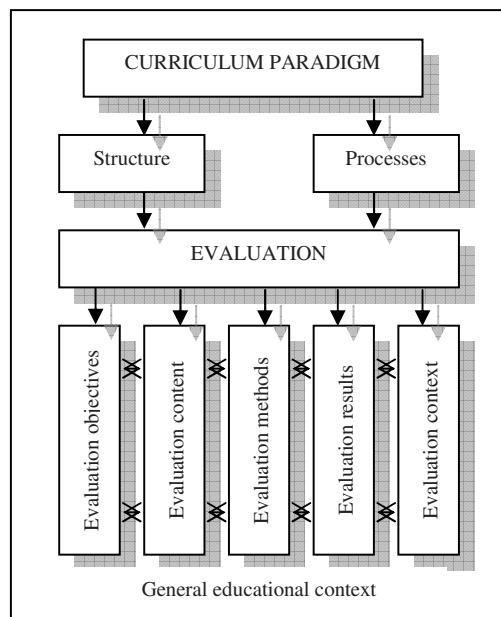 CURRICULUM PARADIGM
Structure
Processes
EVALUATION
Evaluation objectives
Evaluation content
Evaluation methods
Evaluation results
Evaluation context
General educational context